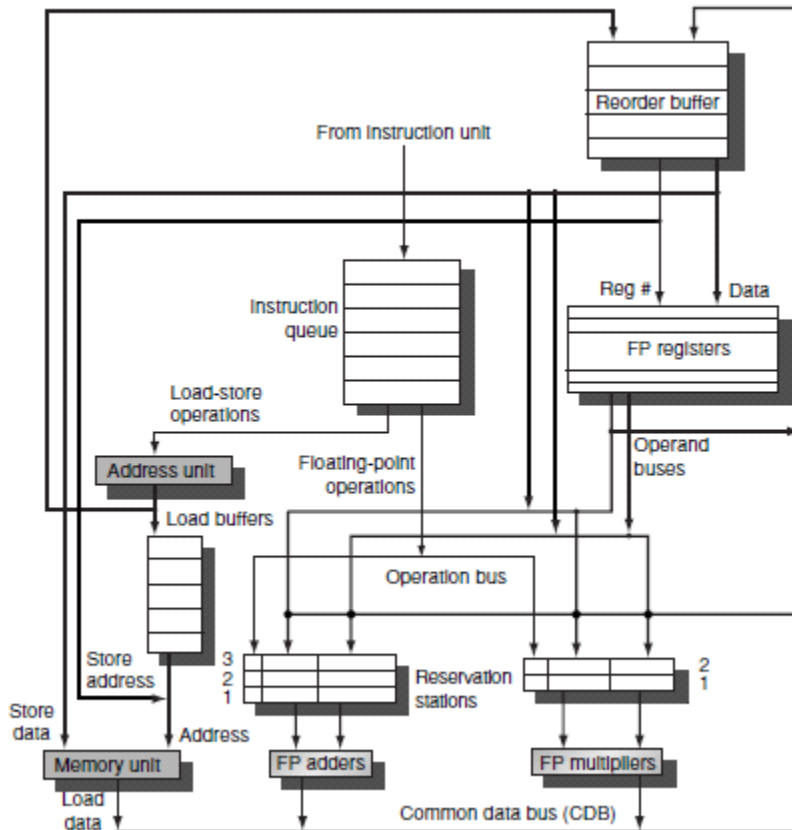 Reorder buffer
From instruction unit
Reg #
Data
Instruction
queue
FP registers
Load-store
operations
Operand
buses
Address unit
Floating-point
operations
Load buffers
Operation bus
Store
address
3
2
1
Reservation
stations
2
1
Store
data
Address
Memory unit
FP adders
FP multipliers
Load
data
Common data bus (CDB)